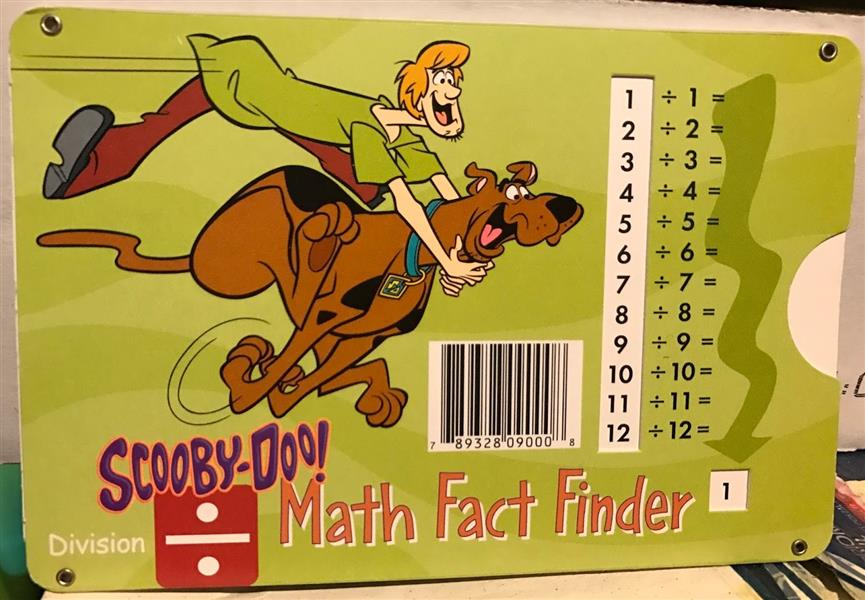 1 ÷ 1 =
2 ÷ 2 =
3 ÷ 3 =
4 ÷ 4 =
5 ÷ 5 =
6 ÷ 6 =
7 ÷ 7 =
8 ÷ 8 =
9 ÷ 9 =
10 ÷ 10 =
11 ÷ 11 =
12 ÷ 12 =
7 89328 09000 8
SCOOBY-DOO!
Math Fact Finder 1
Division ÷